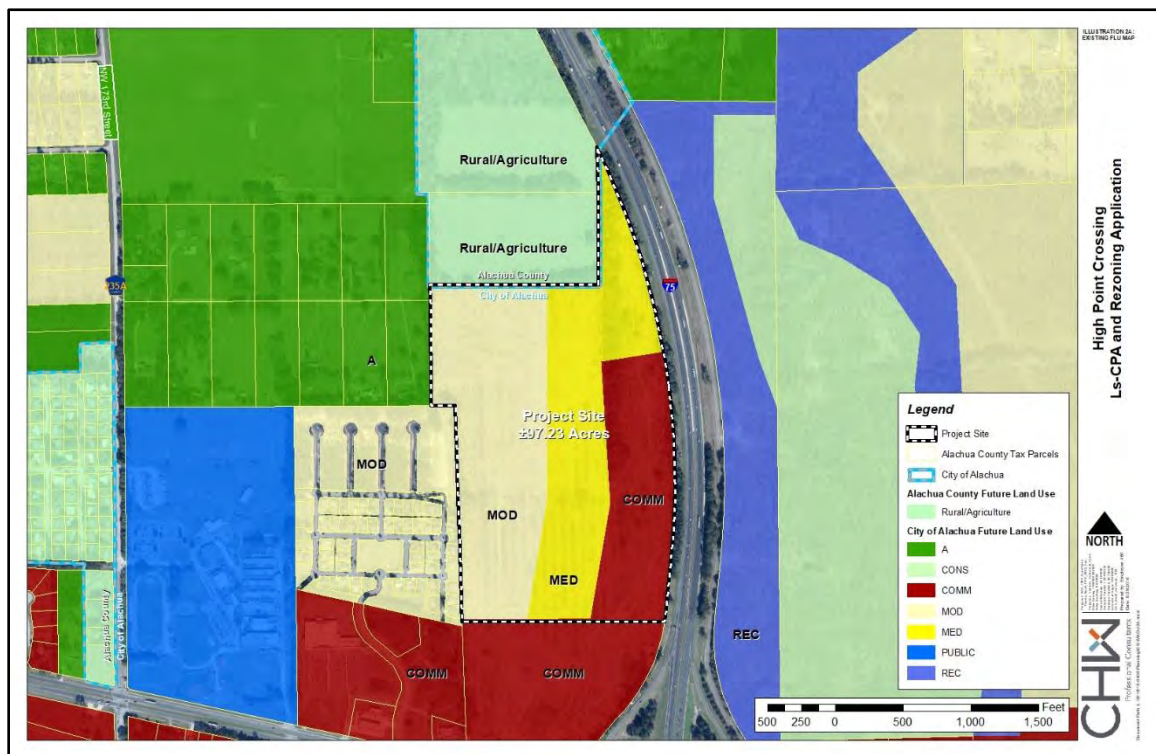 ILLUSTRATION 2A:
EXISTING FLU MAP
High Point Crossing
Ls-CPA and Rezoning Application
NW 173rd Street
Rural/Agriculture
Rural/Agriculture
Alachua County
City of Alachua
235A
75
A
Project Site
±97.23 Acres
MOD
MOD
COMM
MED
REC
COMM
COMM
Alachua County
City of Alachua
Legend
Project Site
Alachua County Tax Parcels
City of Alachua
Alachua County Future Land Use
Rural/Agriculture
City of Alachua Future Land Use
A
CONS
COMM
MOD
MED
PUBLIC
REC
Feet
500 250 0 500 1,000 1,500
NORTH
CHW
Professional Consultants